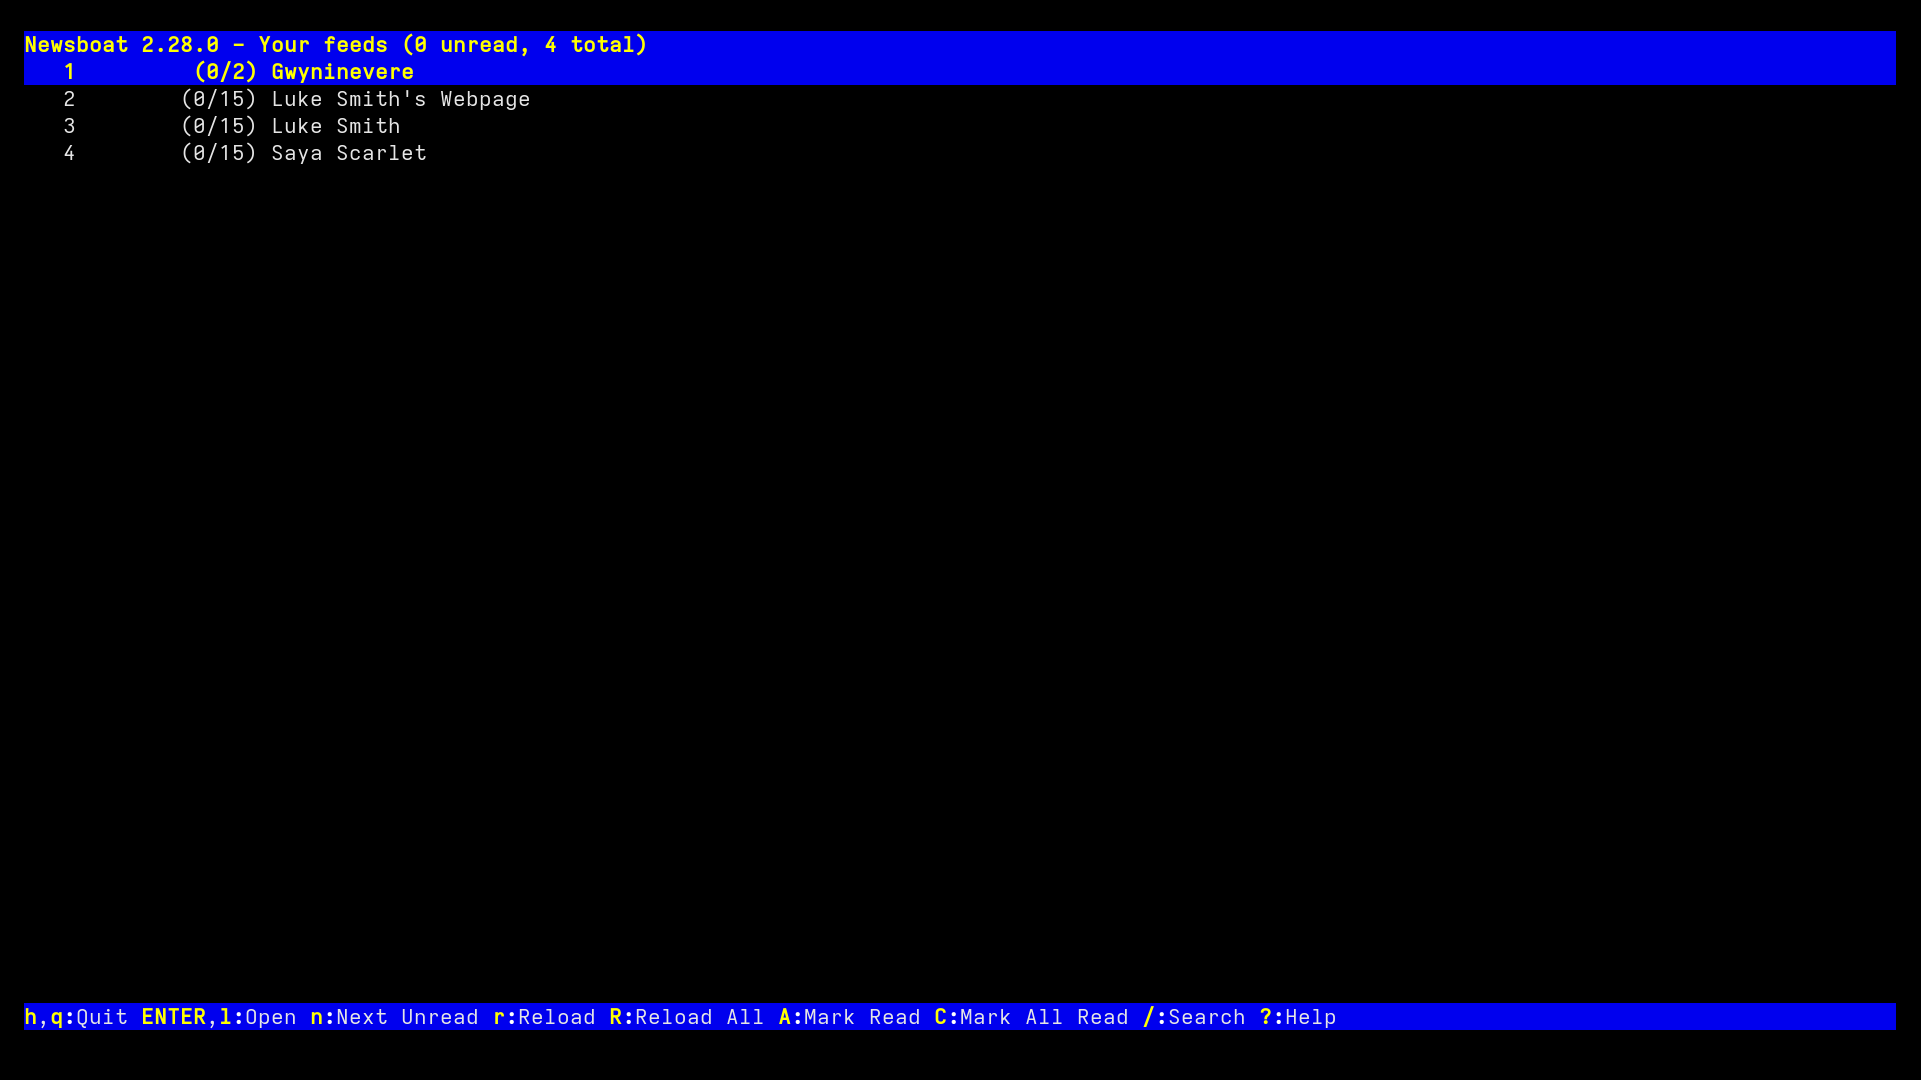 Newsboat 2.28.0 - Your feeds (0 unread, 4 total)
1 (0/2) Gwyninevere
2 (0/15) Luke Smith's Webpage
3 (0/15) Luke Smith
4 (0/15) Saya Scarlet
h,q:Quit ENTER,l:Open n:Next Unread r:Reload R:Reload All A:Mark Read C:Mark All Read /:Search ?:Help